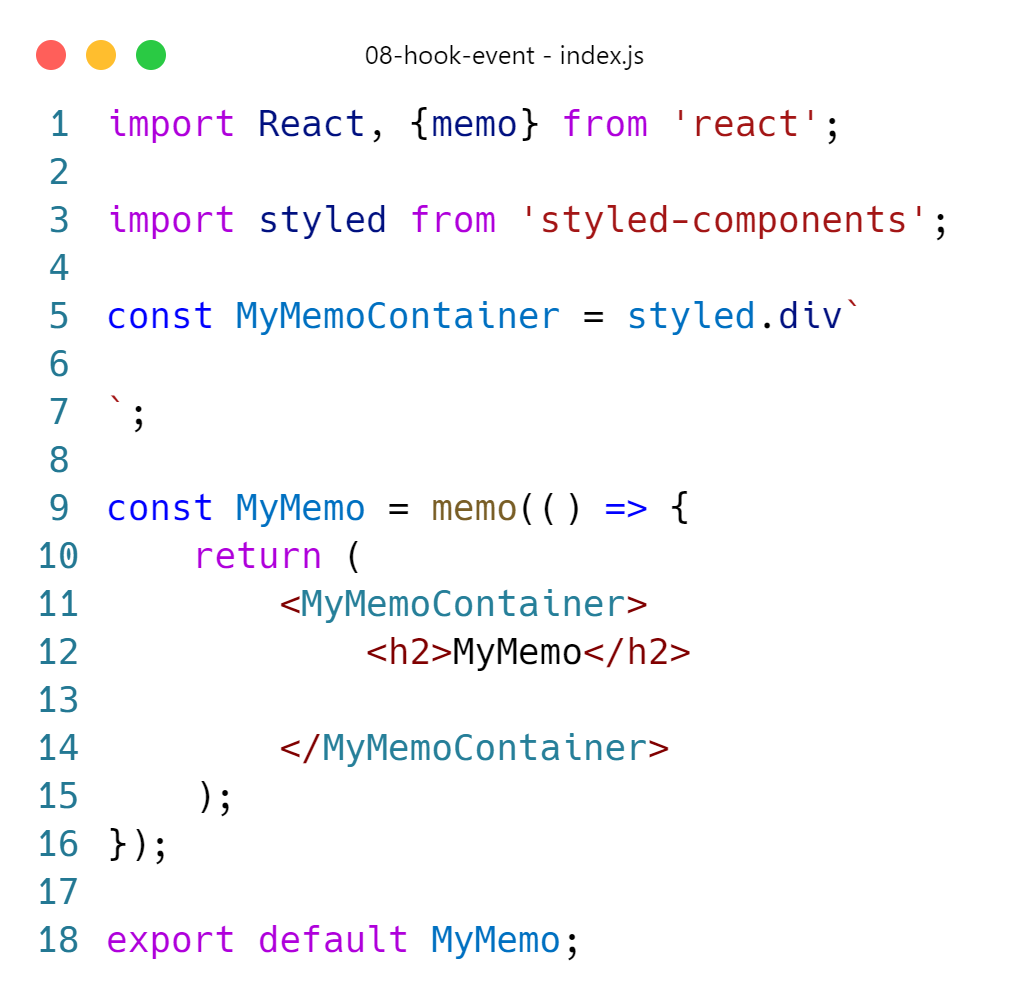 08-hook-event - index.js
1 import React, {memo} from 'react';
2
3 import styled from 'styled-components';
4
5 const MyMemoContainer = styled.div`
6
7 `;
8
9 const MyMemo = memo(() => {
10     return (
11         <MyMemoContainer>
12             <h2>MyMemo</h2>
13
14         </MyMemoContainer>
15     );
16 });
17
18 export default MyMemo;